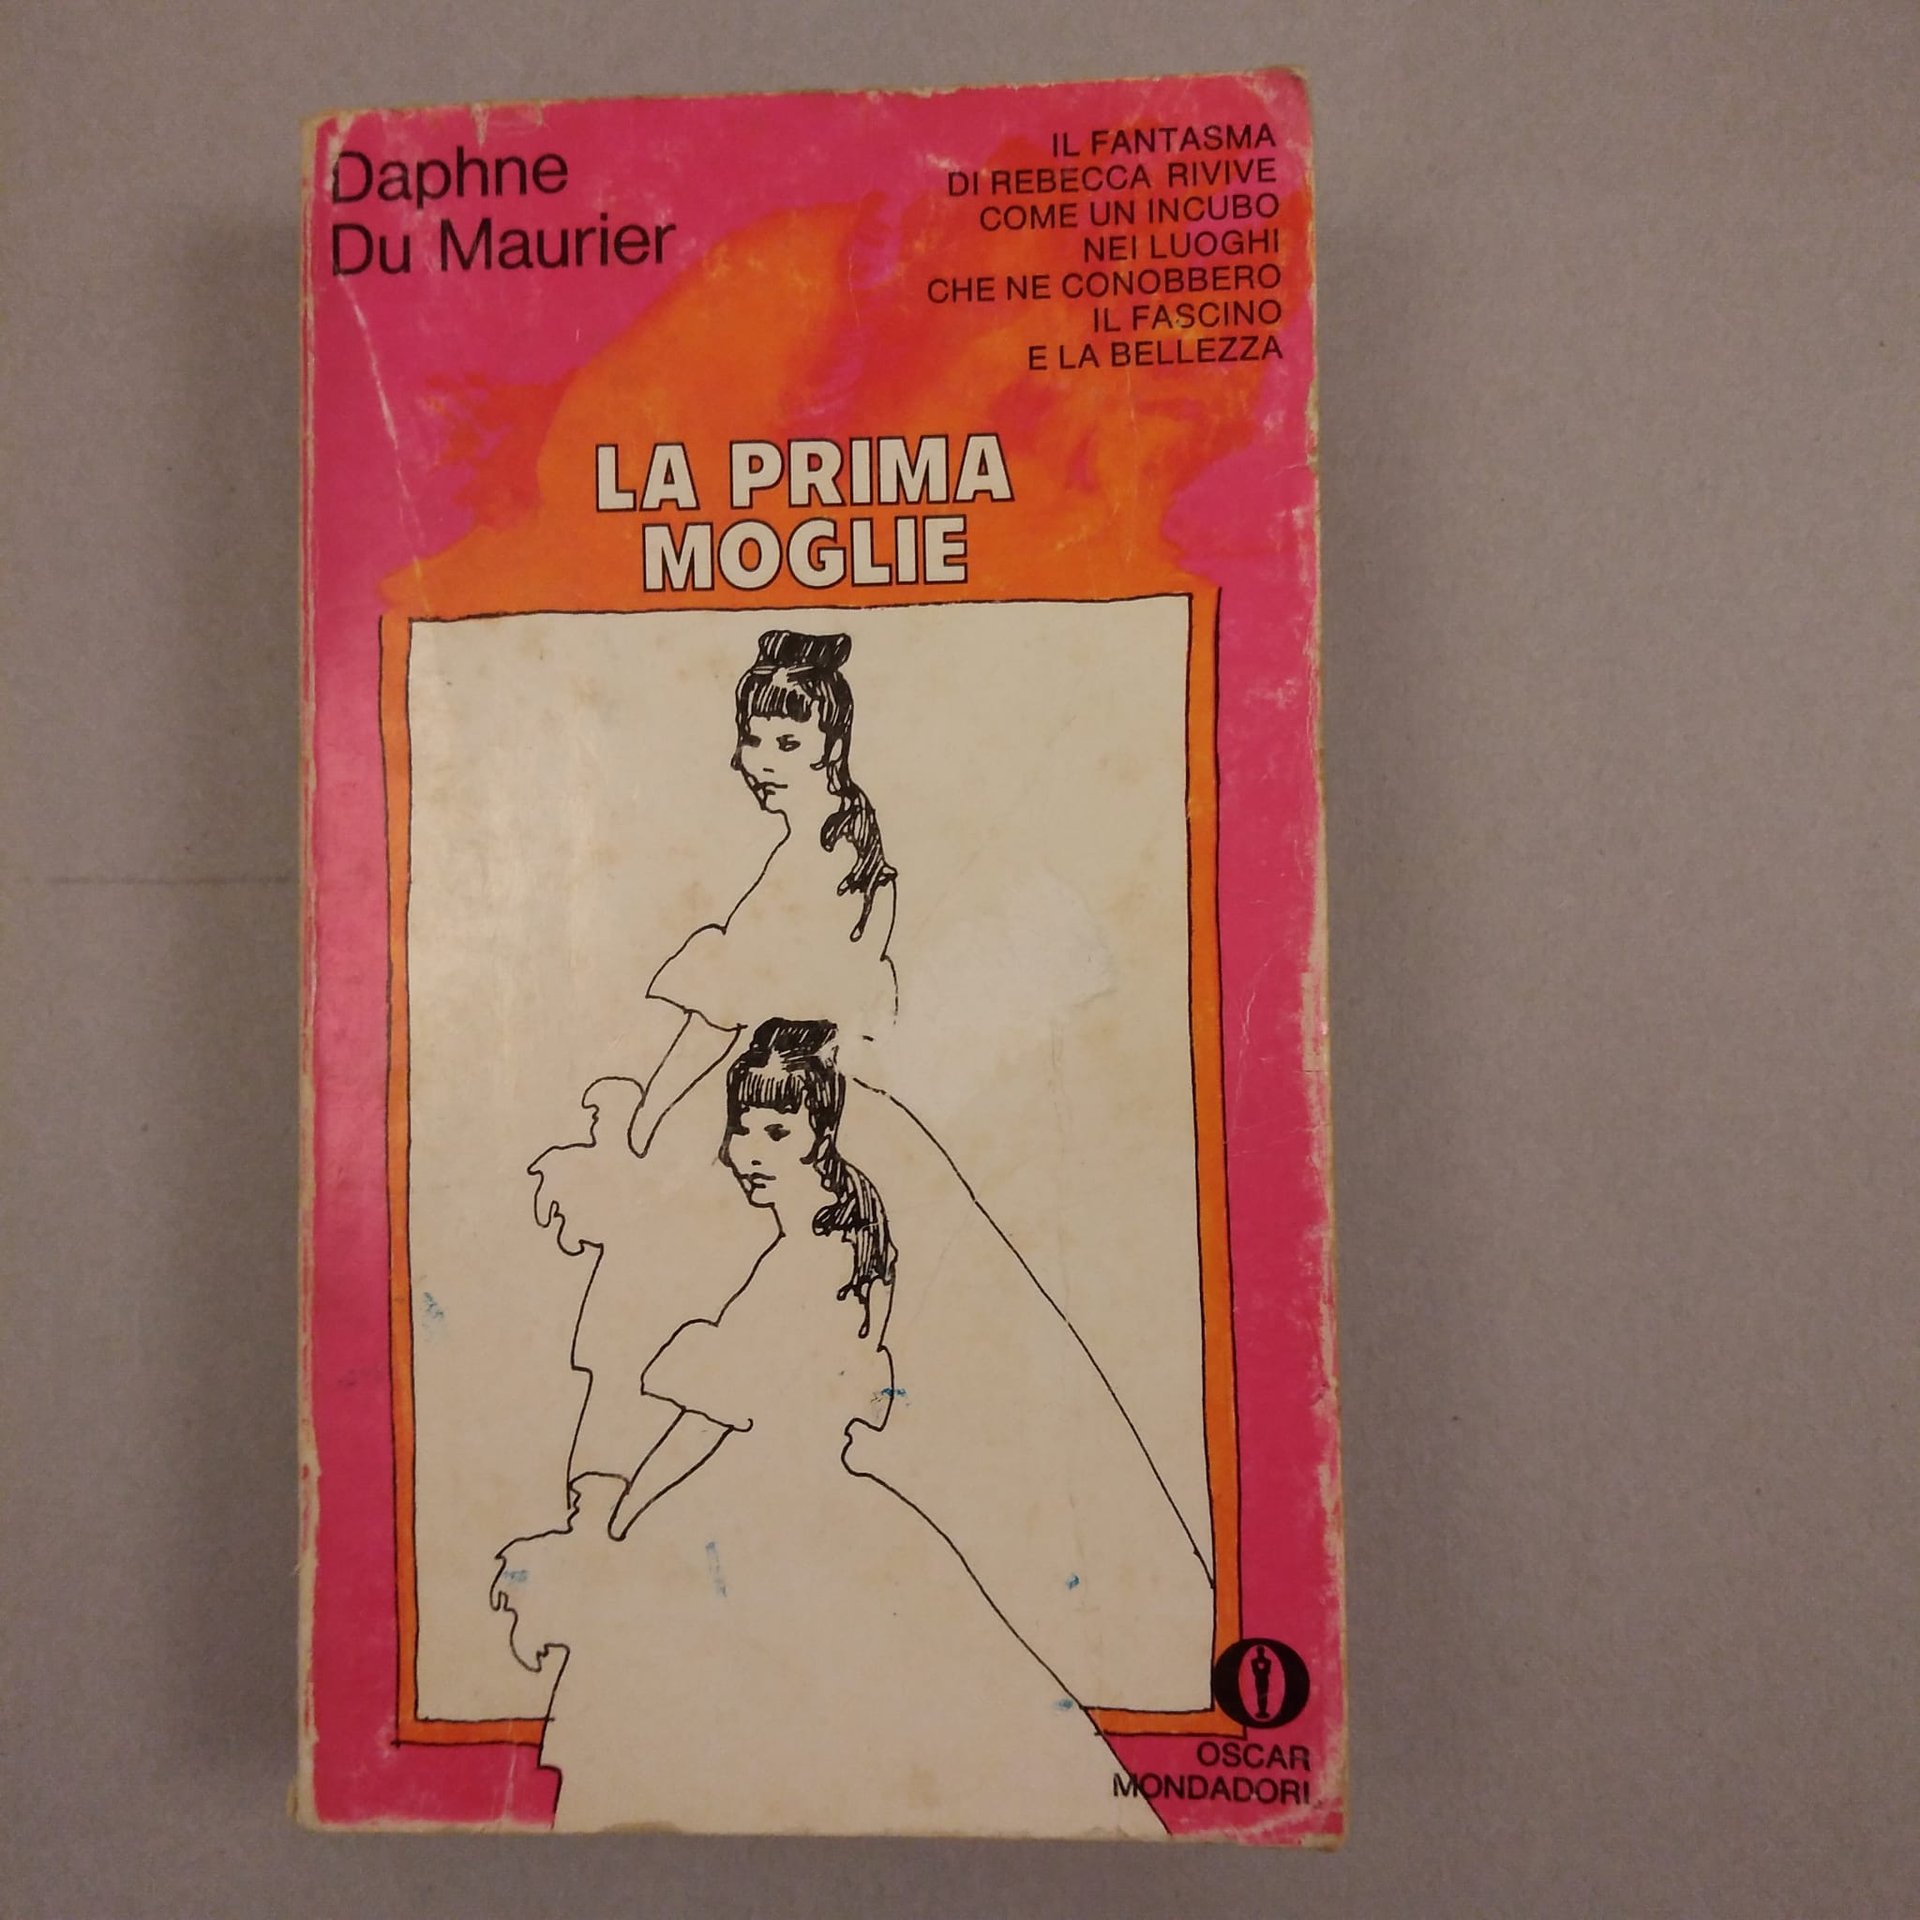 Daphne
Du Maurier
IL FANTASMA
DI REBECCA RIVIVE
COME UN INCUBO
NEI LUOGHI
CHE NE CONOBBERO
IL FASCINO
E LA BELLEZZA
LA PRIMA
MOGLIE
OSCAR
MONDADORI